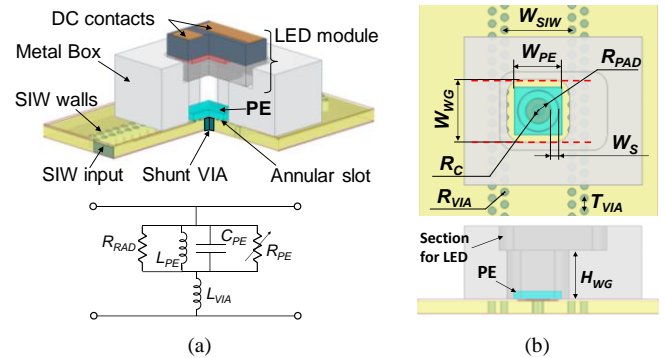 DC contacts
LED module
Metal Box
SIW walls
PE
SIW input
Shunt VIA
Annular slot
R_RAD
L_PE
C_PE
R_PE
L_VIA
(a)
W_SIW
W_PE
R_PAD
W_WG
W_S
R_C
R_VIA
T_VIA
Section
for LED
PE
H_WG
(b)